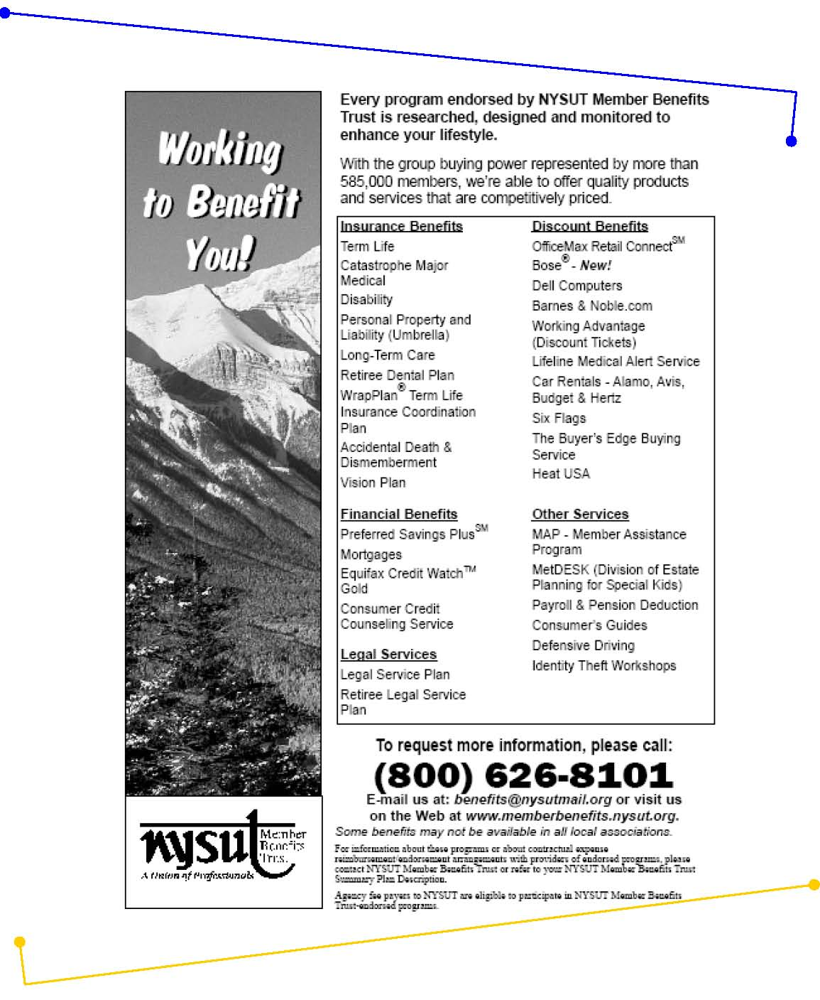 Working
to Benefit
You!
nysut
Member
Benefits
Trust
A Union of Professionals
Every program endorsed by NYSUT Member Benefits
Trust is researched, designed and monitored to
enhance your lifestyle.
With the group buying power represented by more than
585,000 members, we're able to offer quality products
and services that are competitively priced.
Insurance Benefits
Term Life
Catastrophe Major
Medical
Disability
Personal Property and
Liability (Umbrella)
Long-Term Care
Retiree Dental Plan
WrapPlan® Term Life
Insurance Coordination
Plan
Accidental Death &
Dismemberment
Vision Plan
Financial Benefits
Preferred Savings Plus℠
Mortgages
Equifax Credit Watch™
Gold
Consumer Credit
Counseling Service
Legal Services
Legal Service Plan
Retiree Legal Service
Plan
Discount Benefits
OfficeMax Retail Connect℠
Bose® - New!
Dell Computers
Barnes & Noble.com
Working Advantage
(Discount Tickets)
Lifeline Medical Alert Service
Car Rentals - Alamo, Avis,
Budget & Hertz
Six Flags
The Buyer's Edge Buying
Service
Heat USA
Other Services
MAP - Member Assistance
Program
MetDESK (Division of Estate
Planning for Special Kids)
Payroll & Pension Deduction
Consumer's Guides
Defensive Driving
Identity Theft Workshops
To request more information, please call:
(800) 626-8101
E-mail us at: benefits@nysutmail.org or visit us
on the Web at www.memberbenefits.nysut.org.
Some benefits may not be available in all local associations.
For information about these programs or about contractual expense
reimbursement/endorsement arrangements with providers of endorsed programs, please
contact NYSUT Member Benefits Trust or refer to your NYSUT Member Benefits Trust
Summary Plan Description.
Agency fee payers to NYSUT are eligible to participate in NYSUT Member Benefits
Trust-endorsed programs.